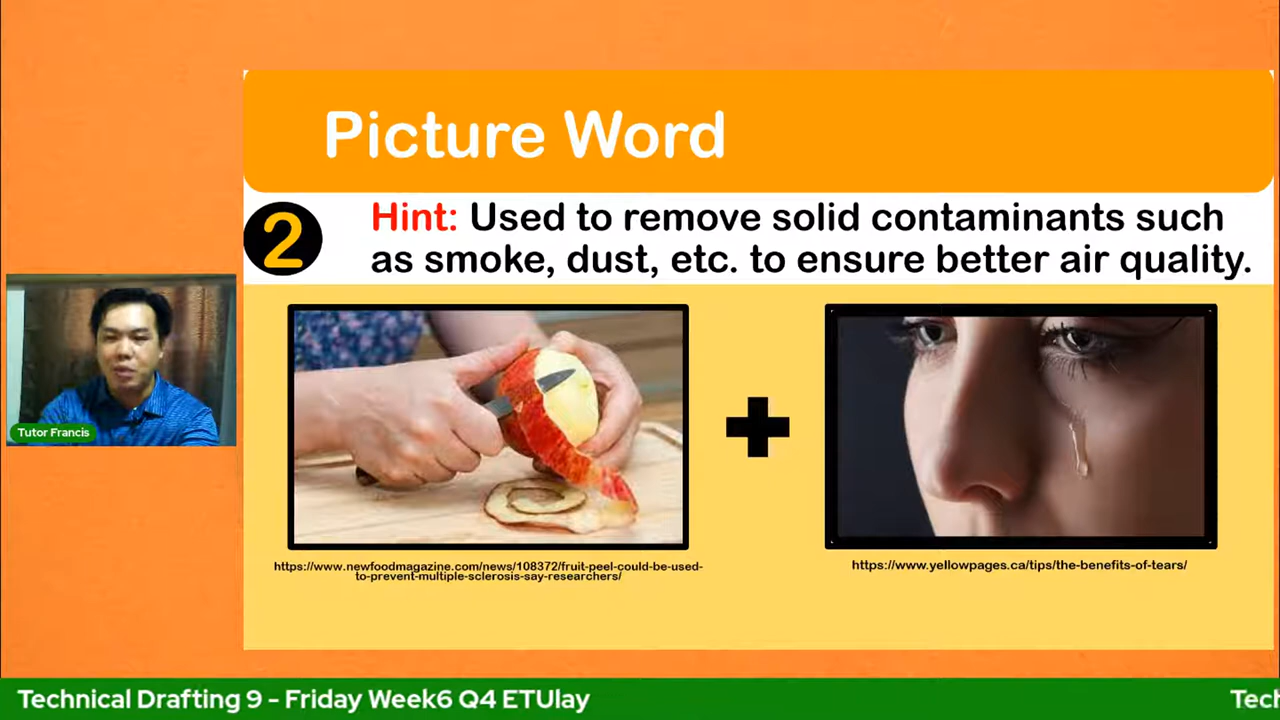 Picture Word
2
Hint: Used to remove solid contaminants such
as smoke, dust, etc. to ensure better air quality.
Tutor Francis
https://www.newfoodmagazine.com/news/108372/fruit-peel-could-be-used-
to-prevent-multiple-sclerosis-say-researchers/
https://www.yellowpages.ca/tips/the-benefits-of-tears/
Technical Drafting 9 - Friday Week6 Q4 ETUlay
Tec